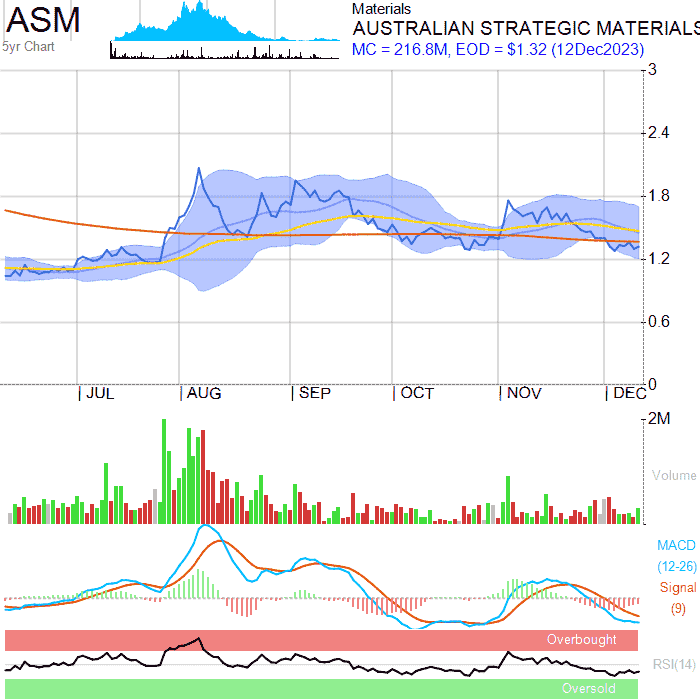 ASM
5yr Chart
Materials
AUSTRALIAN STRATEGIC MATERIALS
MC = 216.8M, EOD = $1.32 (12Dec2023)
3
2.4
1.8
1.2
0.6
0
JUL AUG SEP OCT NOV DEC
2M
Volume
MACD
(12-26)
Signal
(9)
Overbought
RSI(14)
Oversold